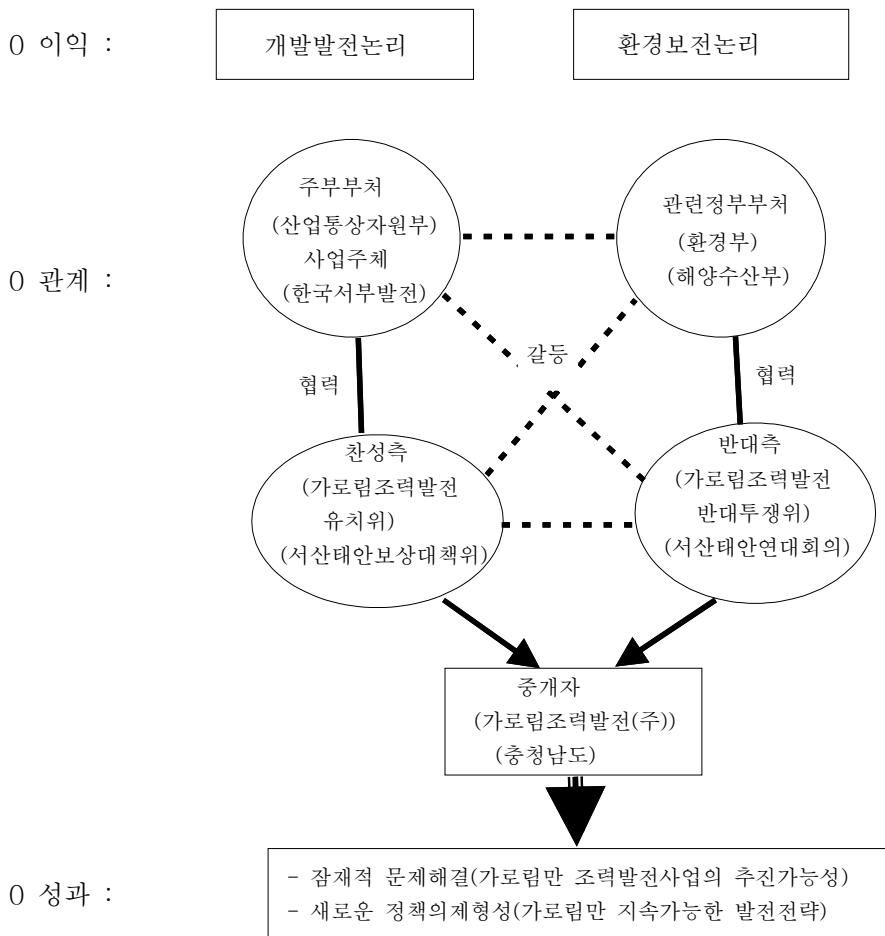 0 이익 :
개발발전논리
환경보전논리
0 관계 :
주부부처
(산업통상자원부)
사업주체
(한국서부발전)
관련정부부처
(환경부)
(해양수산부)
갈등
협력
협력
찬성측
(가로림조력발전
유치위)
(서산태안보상대책위)
반대측
(가로림조력발전
반대투쟁위)
(서산태안연대회의)
중개자
(가로림조력발전(주))
(충청남도)
0 성과 :
- 잠재적 문제해결(가로림만 조력발전사업의 추진가능성)
- 새로운 정책의제형성(가로림만 지속가능한 발전전략)